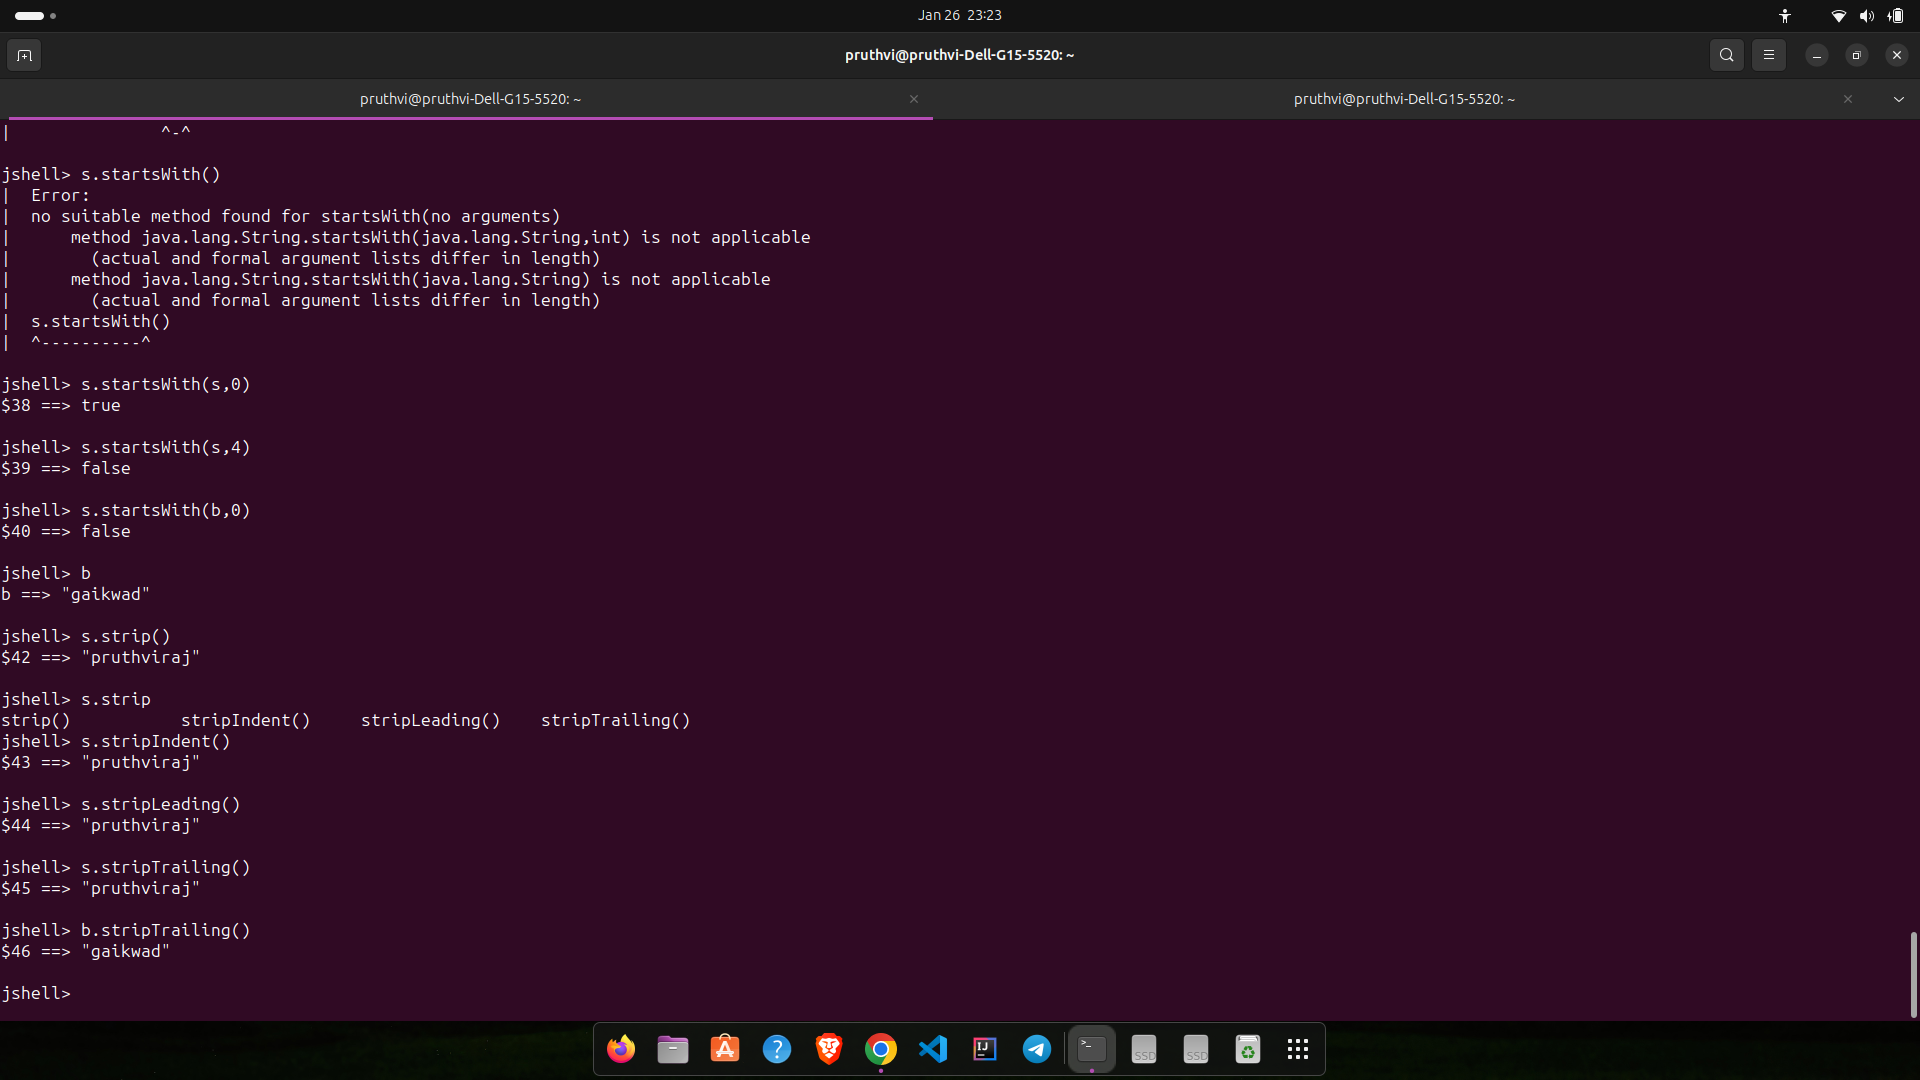 Jan 26 23:23
pruthvi@pruthvi-Dell-G15-5520: ~
pruthvi@pruthvi-Dell-G15-5520: ~
pruthvi@pruthvi-Dell-G15-5520: ~
|               ^-^
jshell> s.startsWith()
|  Error:
|  no suitable method found for startsWith(no arguments)
|      method java.lang.String.startsWith(java.lang.String,int) is not applicable
|        (actual and formal argument lists differ in length)
|      method java.lang.String.startsWith(java.lang.String) is not applicable
|        (actual and formal argument lists differ in length)
|  s.startsWith()
|  ^----------^
jshell> s.startsWith(s,0)
$38 ==> true
jshell> s.startsWith(s,4)
$39 ==> false
jshell> s.startsWith(b,0)
$40 ==> false
jshell> b
b ==> "gaikwad"
jshell> s.strip()
$42 ==> "pruthviraj"
jshell> s.strip
strip()           stripIndent()     stripLeading()    stripTrailing()
jshell> s.stripIndent()
$43 ==> "pruthviraj"
jshell> s.stripLeading()
$44 ==> "pruthviraj"
jshell> s.stripTrailing()
$45 ==> "pruthviraj"
jshell> b.stripTrailing()
$46 ==> "gaikwad"
jshell>
IJ
SSD
SSD